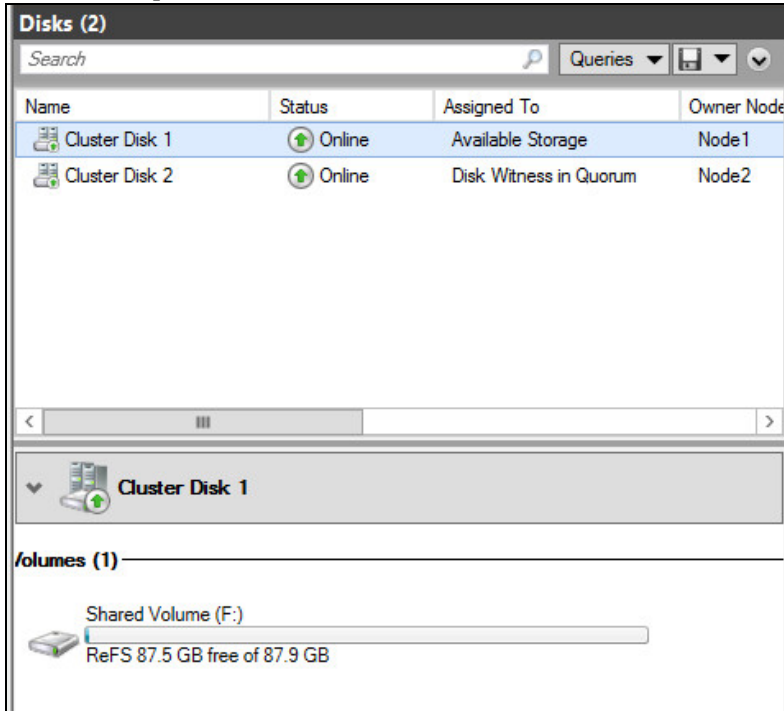 Disks (2)
Search Queries
Name Status Assigned To Owner Node
Cluster Disk 1 Online Available Storage Node1
Cluster Disk 2 Online Disk Witness in Quorum Node2
Cluster Disk 1
/olumes (1)
Shared Volume (F:)
ReFS 87.5 GB free of 87.9 GB